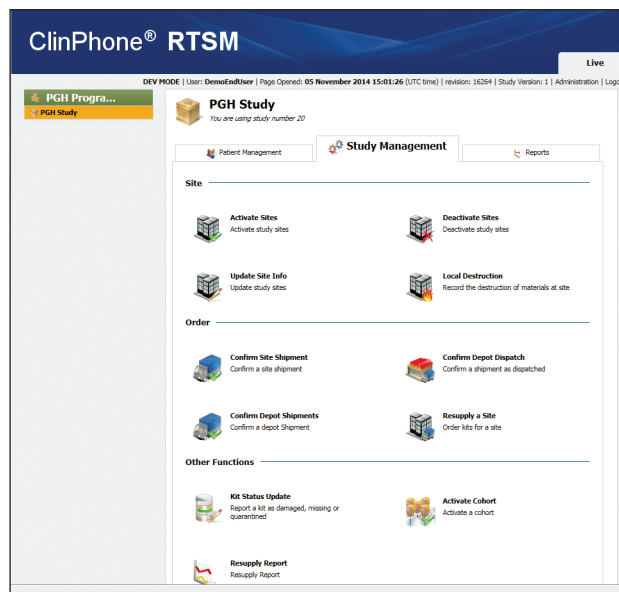 ClinPhone® RTSM
Live
DEV MODE | User: DemoEndUser | Page Opened: 05 November 2014 15:01:26 (UTC time) | revision: 16264 | Study Version: 1 | Administration | Logo
PGH Progra...
PGH Study
PGH Study
You are using study number 20
Patient Management
Study Management
Reports
Site
Activate Sites
Activate study sites
Deactivate Sites
Deactivate study sites
Update Site Info
Update study sites
Local Destruction
Record the destruction of materials at site
Order
Confirm Site Shipment
Confirm a site shipment
Confirm Depot Dispatch
Confirm a shipment as dispatched
Confirm Depot Shipments
Confirm a depot Shipment
Resupply a Site
Order kits for a site
Other Functions
Kit Status Update
Report a kit as damaged, missing or
quarantined
Activate Cohort
Activate a cohort
Resupply Report
Resupply Report